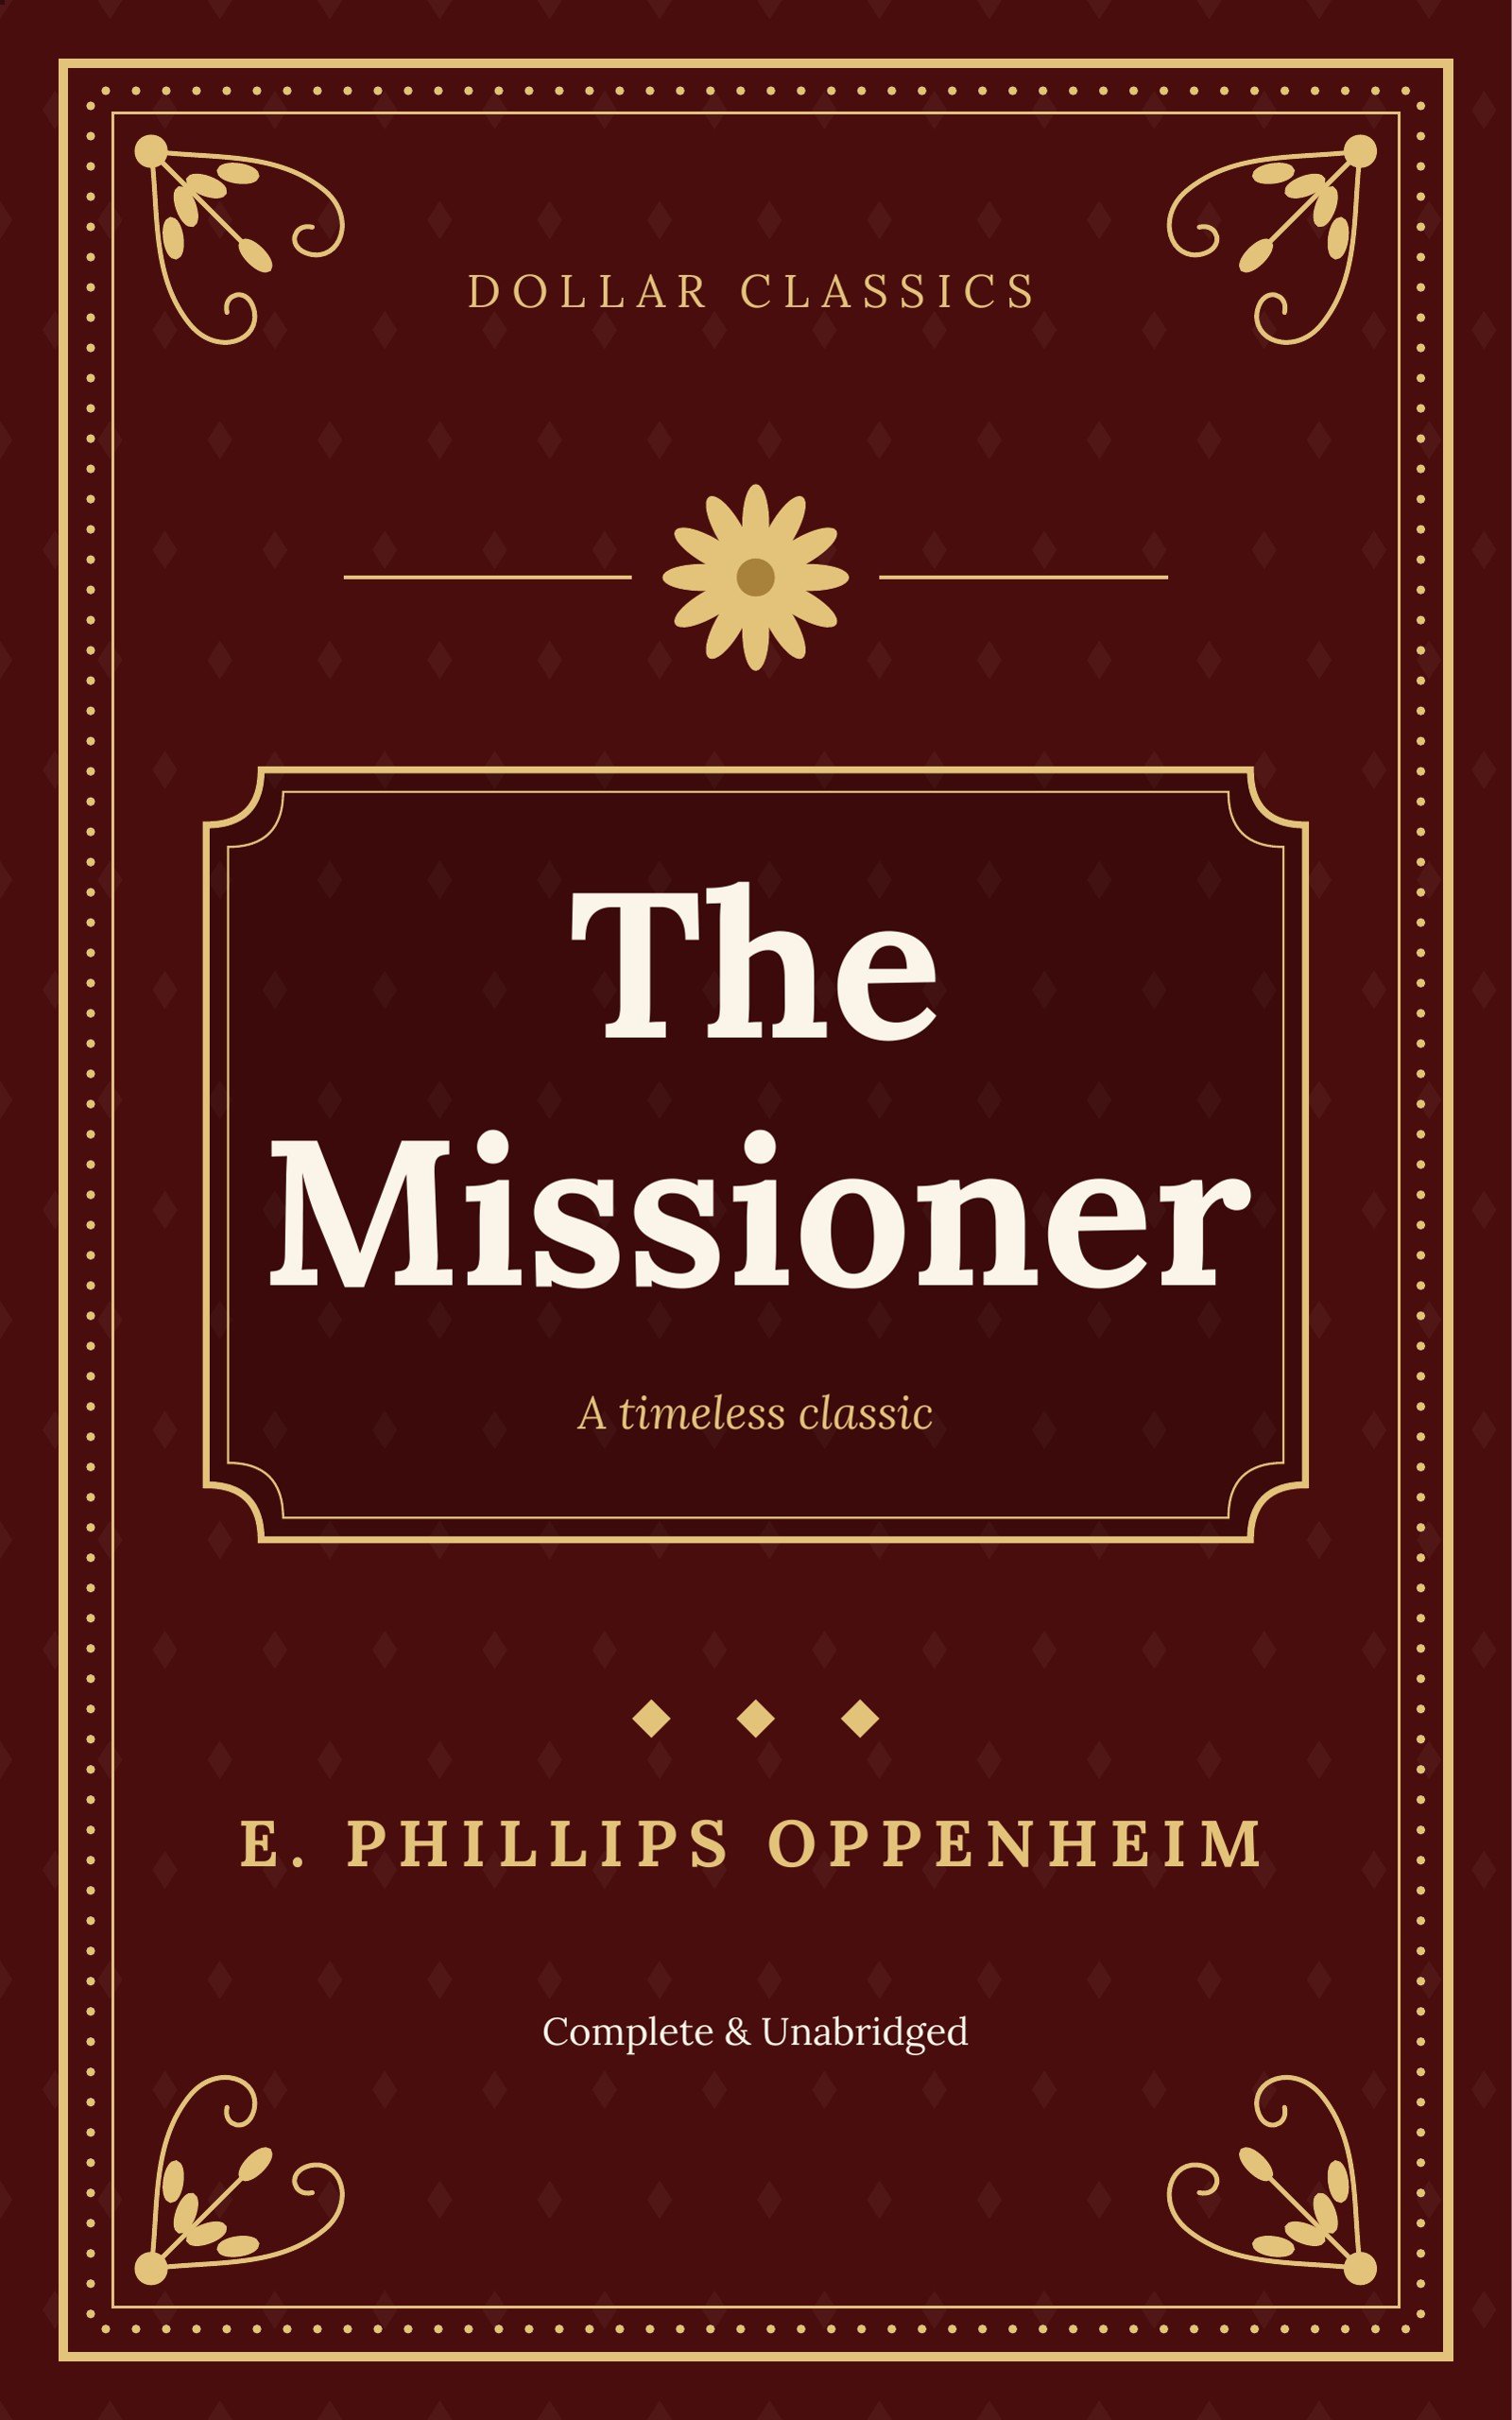 DOLLAR CLASSICS
The
Missioner
A timeless classic
E. PHILLIPS OPPENHEIM
Complete & Unabridged